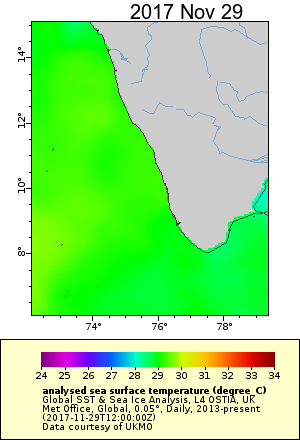 2017 Nov 29
14°
12°
10°
8°
74° 76° 78°
24 25 26 27 28 29 30 31 32 33 34
analysed sea surface temperature (degree_C)
Global SST & Sea Ice Analysis, L4 OSTIA, UK
Met Office, Global, 0.05°, Daily, 2013-present
(2017-11-29T12:00:00Z)
Data courtesy of UKMO